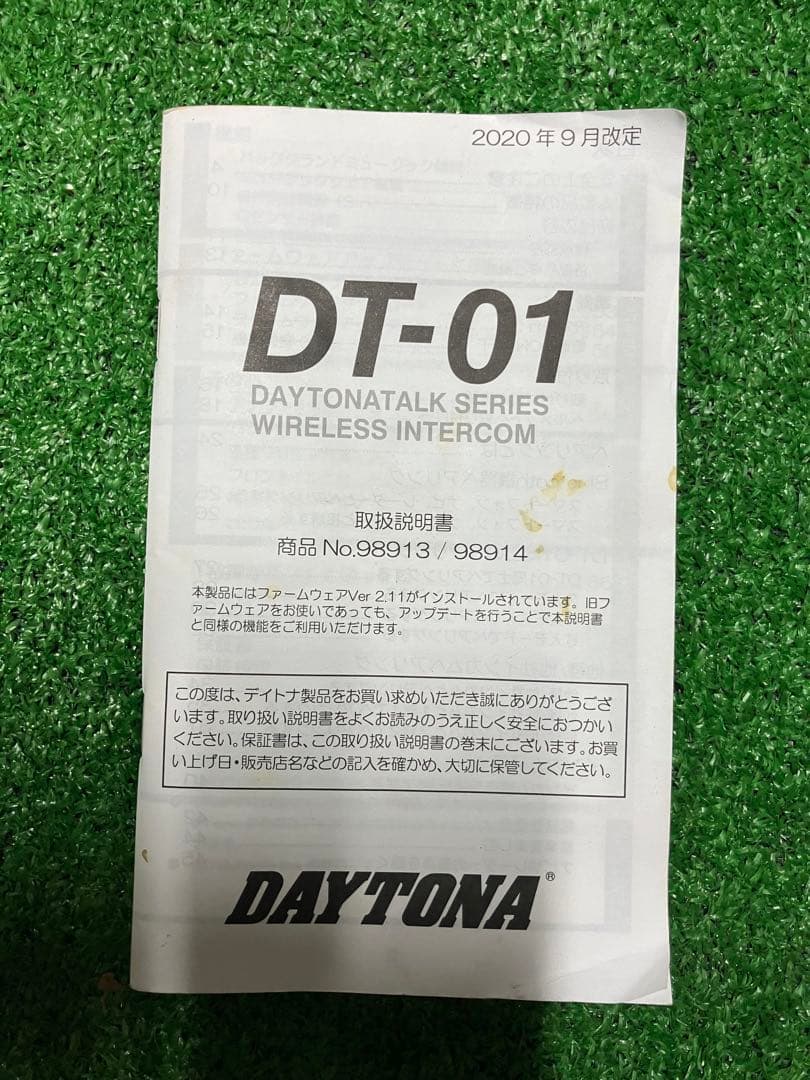 2020年9月改定
DT-01
DAYTONATALK SERIES
WIRELESS INTERCOM
取扱説明書
商品 No.98913 / 98914
本製品にはファームウェアVer 2.11がインストールされています。旧フ
ァームウェアをお使いであっても、アップデートを行うことで本説明書
と同様の機能をご利用いただけます。
この度は、デイトナ製品をお買い求めいただき誠にありがとうござ
います。取り扱い説明書をよくお読みのうえ正しく安全におつかい
ください。保証書は、この取り扱い説明書の巻末にございます。お買
い上げ日・販売店名などの記入を確かめ、大切に保管してください。
DAYTONA®